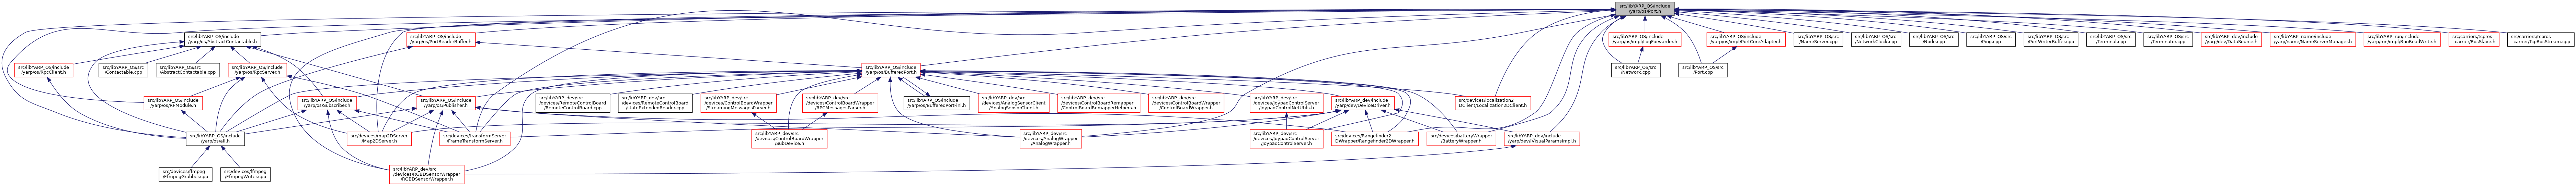 src/libYARP_OS/include
/yarp/os/Port.h
src/libYARP_OS/include
/yarp/os/AbstractContactable.h
src/libYARP_OS/include
/yarp/os/PortReaderBuffer.h
src/libYARP_OS/include
/yarp/os/impl/LogForwarder.h
src/libYARP_OS/include
/yarp/os/impl/PortCoreAdapter.h
src/libYARP_OS/src
/NameServer.cpp
src/libYARP_OS/src
/NetworkClock.cpp
src/libYARP_OS/src
/Node.cpp
src/libYARP_OS/src
/Ping.cpp
src/libYARP_OS/src
/PortWriterBuffer.cpp
src/libYARP_OS/src
/Terminal.cpp
src/libYARP_OS/src
/Terminator.cpp
src/libYARP_dev/include
/yarp/dev/DataSource.h
src/libYARP_name/include
/yarp/name/NameServerManager.h
src/libYARP_run/include
/yarp/run/impl/RunReadWrite.h
src/carriers/tcpros
_carrier/RosSlave.h
src/carriers/tcpros
_carrier/TcpRosStream.cpp
src/libYARP_OS/include
/yarp/os/RpcClient.h
src/libYARP_OS/src
/Contactable.cpp
src/libYARP_OS/src
/AbstractContactable.cpp
src/libYARP_OS/include
/yarp/os/RpcServer.h
src/libYARP_OS/include
/yarp/os/BufferedPort.h
src/libYARP_OS/src
/Network.cpp
src/libYARP_OS/src
/Port.cpp
src/libYARP_OS/include
/yarp/os/RFModule.h
src/libYARP_OS/include
/yarp/os/Subscriber.h
src/libYARP_OS/include
/yarp/os/Publisher.h
src/libYARP_dev/src
/devices/RemoteControlBoard
/RemoteControlBoard.cpp
src/libYARP_dev/src
/devices/RemoteControlBoard
/stateExtendedReader.cpp
src/libYARP_dev/src
/devices/ControlBoardWrapper
/StreamingMessagesParser.h
src/libYARP_dev/src
/devices/ControlBoardWrapper
/RPCMessagesParser.h
src/libYARP_OS/include
/yarp/os/BufferedPort-inl.h
src/libYARP_dev/src
/devices/AnalogSensorClient
/AnalogSensorClient.h
src/libYARP_dev/src
/devices/ControlBoardRemapper
/ControlBoardRemapperHelpers.h
src/libYARP_dev/src
/devices/ControlBoardWrapper
/ControlBoardWrapper.h
src/libYARP_dev/src
/devices/JoypadControlServer
/JoypadControlNetUtils.h
src/libYARP_dev/include
/yarp/dev/DeviceDriver.h
src/devices/localization2
DClient/Localization2DClient.h
src/libYARP_OS/include
/yarp/os/all.h
src/devices/map2DServer
/Map2DServer.h
src/devices/transformServer
/FrameTransformServer.h
src/libYARP_dev/src
/devices/ControlBoardWrapper
/SubDevice.h
src/libYARP_dev/src
/devices/AnalogWrapper
/AnalogWrapper.h
src/libYARP_dev/src
/devices/JoypadControlServer
/JoypadControlServer.h
src/devices/Rangefinder2
DWrapper/Rangefinder2DWrapper.h
src/devices/batteryWrapper
/BatteryWrapper.h
src/libYARP_dev/include
/yarp/dev/IVisualParamsImpl.h
src/devices/ffmpeg
/FfmpegGrabber.cpp
src/devices/ffmpeg
/FfmpegWriter.cpp
src/libYARP_dev/src
/devices/RGBDSensorWrapper
/RGBDSensorWrapper.h